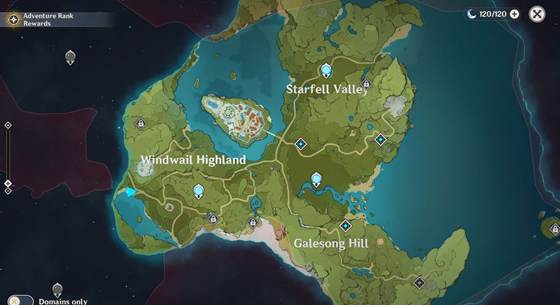 Adventure Rank
Rewards
120/120
Starfell Valley
Windwail Highland
Galesong Hill
Domains only